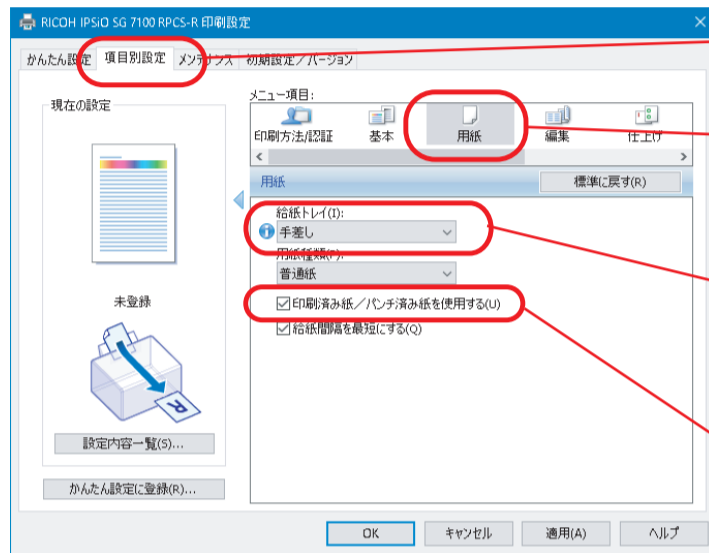 RICOH IPSiO SG 7100 RPCS-R 印刷設定
かんたん設定 項目別設定 メンテナンス 初期設定／バージョン
現在の設定
未登録
設定内容一覧(S)...
かんたん設定に登録(R)...
メニュー項目:
印刷方法/認証 基本 用紙 編集 仕上げ
用紙 標準に戻す(R)
給紙トレイ(I):
手差し
用紙種類(P):
普通紙
印刷済み紙／パンチ済み紙を使用する(U)
給紙間隔を最短にする(Q)
OK キャンセル 適用(A) ヘルプ